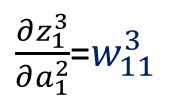 ∂z₁³/∂a₁² = w₁₁³